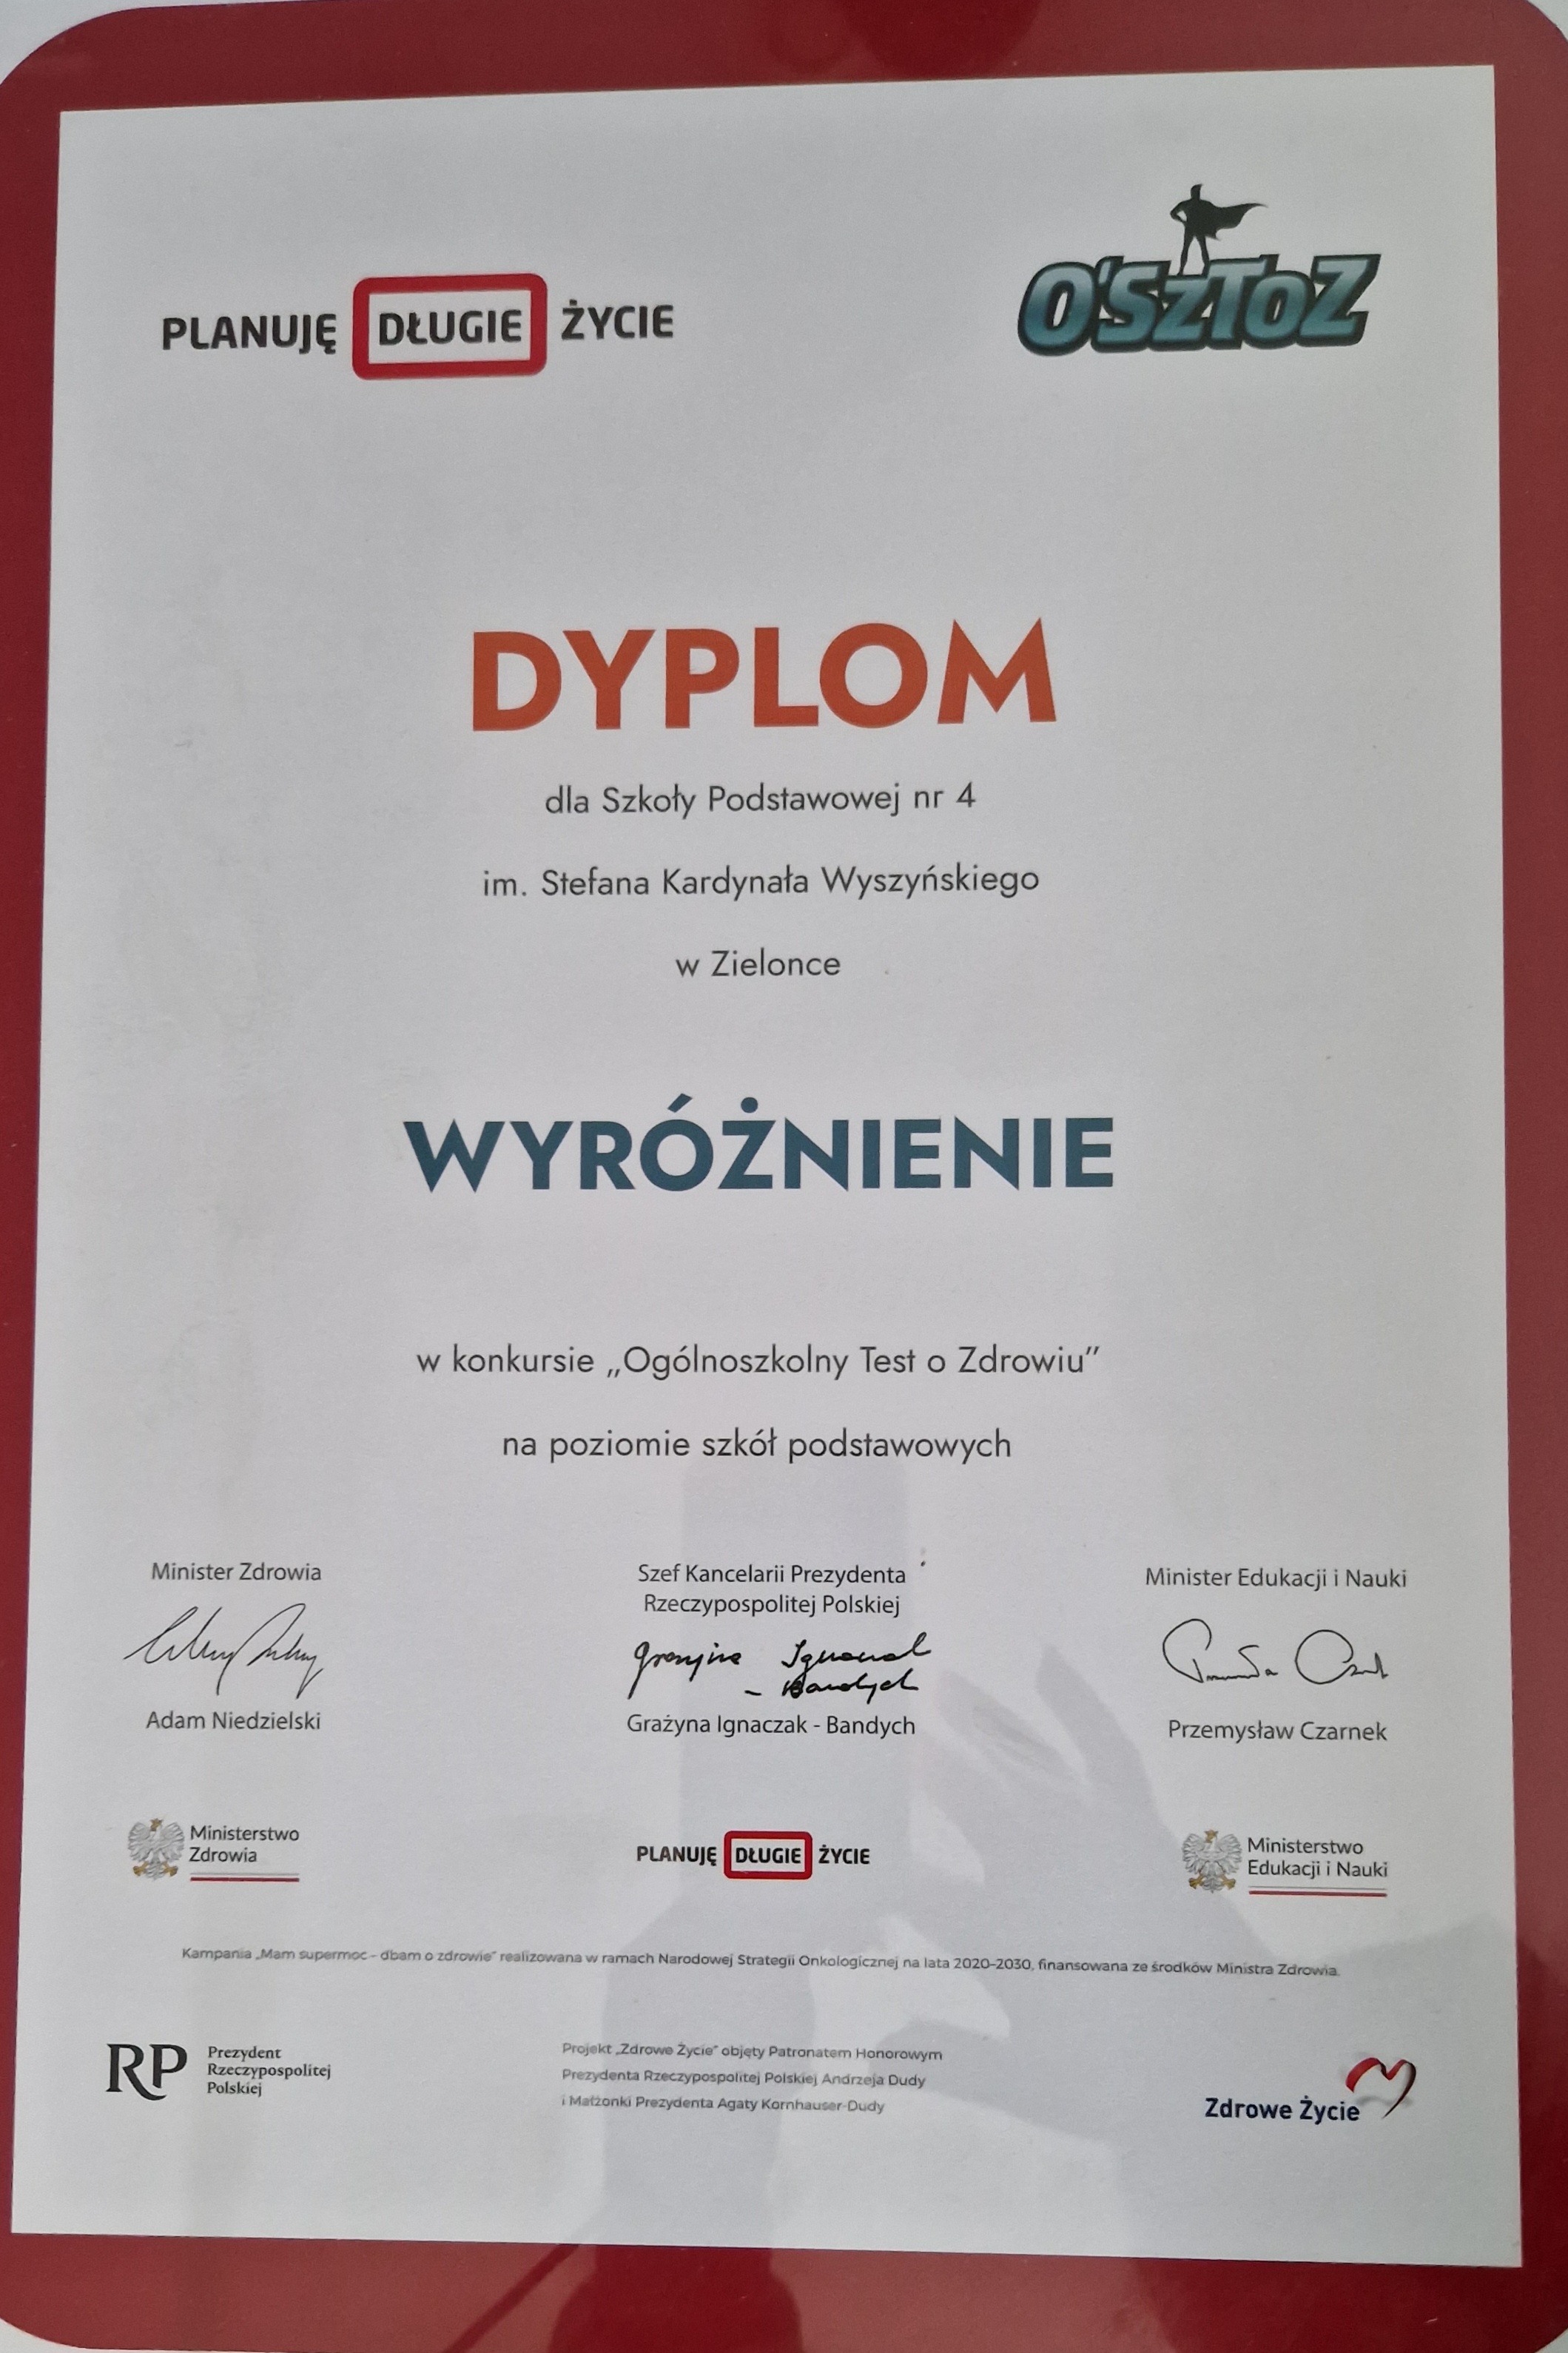 PLANUJĘ DŁUGIE ŻYCIE
O'SzToZ
DYPLOM
dla Szkoły Podstawowej nr 4
im. Stefana Kardynała Wyszyńskiego
w Zielonce
WYRÓŻNIENIE
w konkursie „Ogólnoszkolny Test o Zdrowiu”
na poziomie szkół podstawowych
Minister Zdrowia
Adam Niedzielski
Szef Kancelarii Prezydenta
Rzeczypospolitej Polskiej
Grażyna Ignaczak
- Bandych
Grażyna Ignaczak - Bandych
Minister Edukacji i Nauki
Przemysław Czarnek
Ministerstwo
Zdrowia
PLANUJĘ DŁUGIE ŻYCIE
Ministerstwo
Edukacji i Nauki
Kampania „Mam supermoc - dbam o zdrowie” realizowana w ramach Narodowej Strategii Onkologicznej na lata 2020–2030, finansowana ze środków Ministra Zdrowia.
RP
Prezydent
Rzeczypospolitej
Polskiej
Projekt „Zdrowe Życie” objęty Patronatem Honorowym
Prezydenta Rzeczypospolitej Polskiej Andrzeja Dudy
i Małżonki Prezydenta Agaty Kornhauser-Dudy
Zdrowe Życie